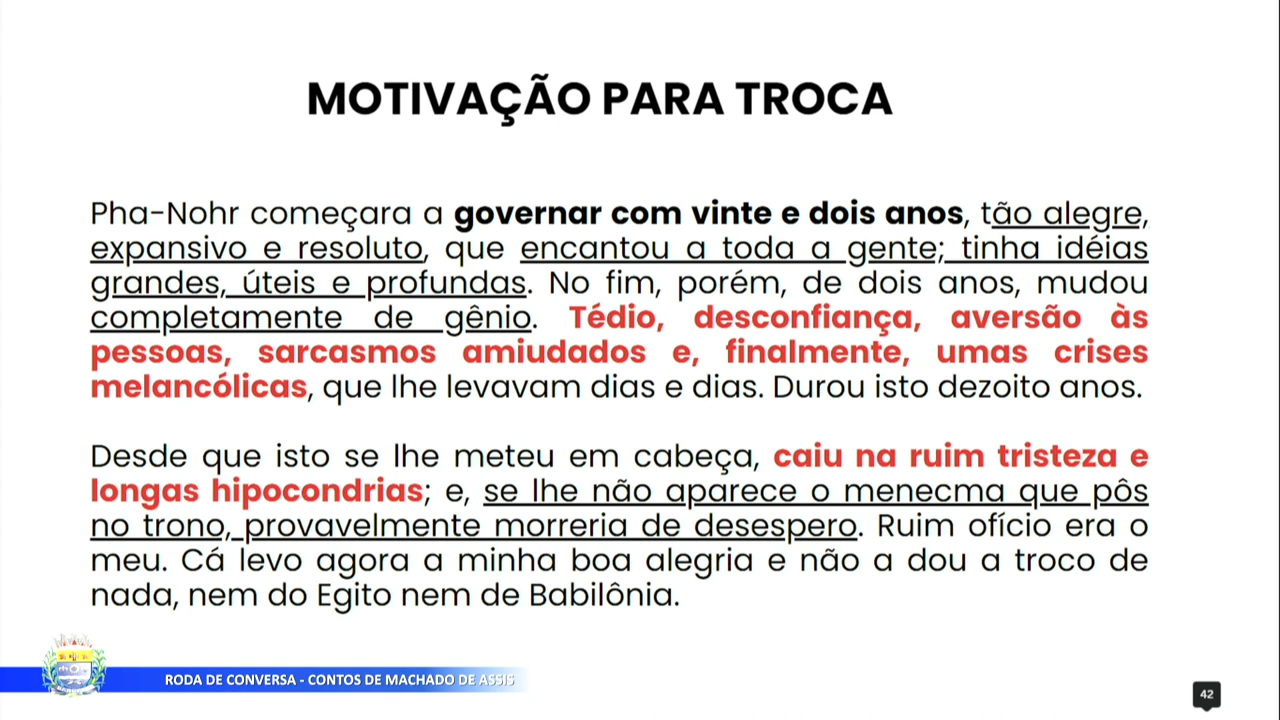 MOTIVAÇÃO PARA TROCA
Pha-Nohr começara a governar com vinte e dois anos, tão alegre,
expansivo e resoluto, que encantou a toda a gente; tinha idéias
grandes, úteis e profundas. No fim, porém, de dois anos, mudou
completamente de gênio. Tédio, desconfiança, aversão às
pessoas, sarcasmos amiudados e, finalmente, umas crises
melancólicas, que lhe levavam dias e dias. Durou isto dezoito anos.
Desde que isto se lhe meteu em cabeça, caiu na ruim tristeza e
longas hipocondrias; e, se lhe não aparece o menecma que pôs
no trono, provavelmente morreria de desespero. Ruim ofício era o
meu. Cá levo agora a minha boa alegria e não a dou a troco de
nada, nem do Egito nem de Babilônia.
RODA DE CONVERSA - CONTOS DE MACHADO DE ASSIS
42